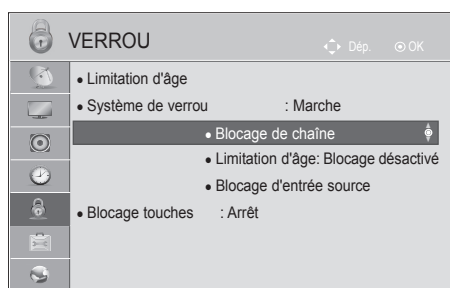 VERROU
Dép. OK
• Limitation d'âge
• Système de verrou : Marche
• Blocage de chaîne
• Limitation d'âge: Blocage désactivé
• Blocage d'entrée source
• Blocage touches : Arrêt